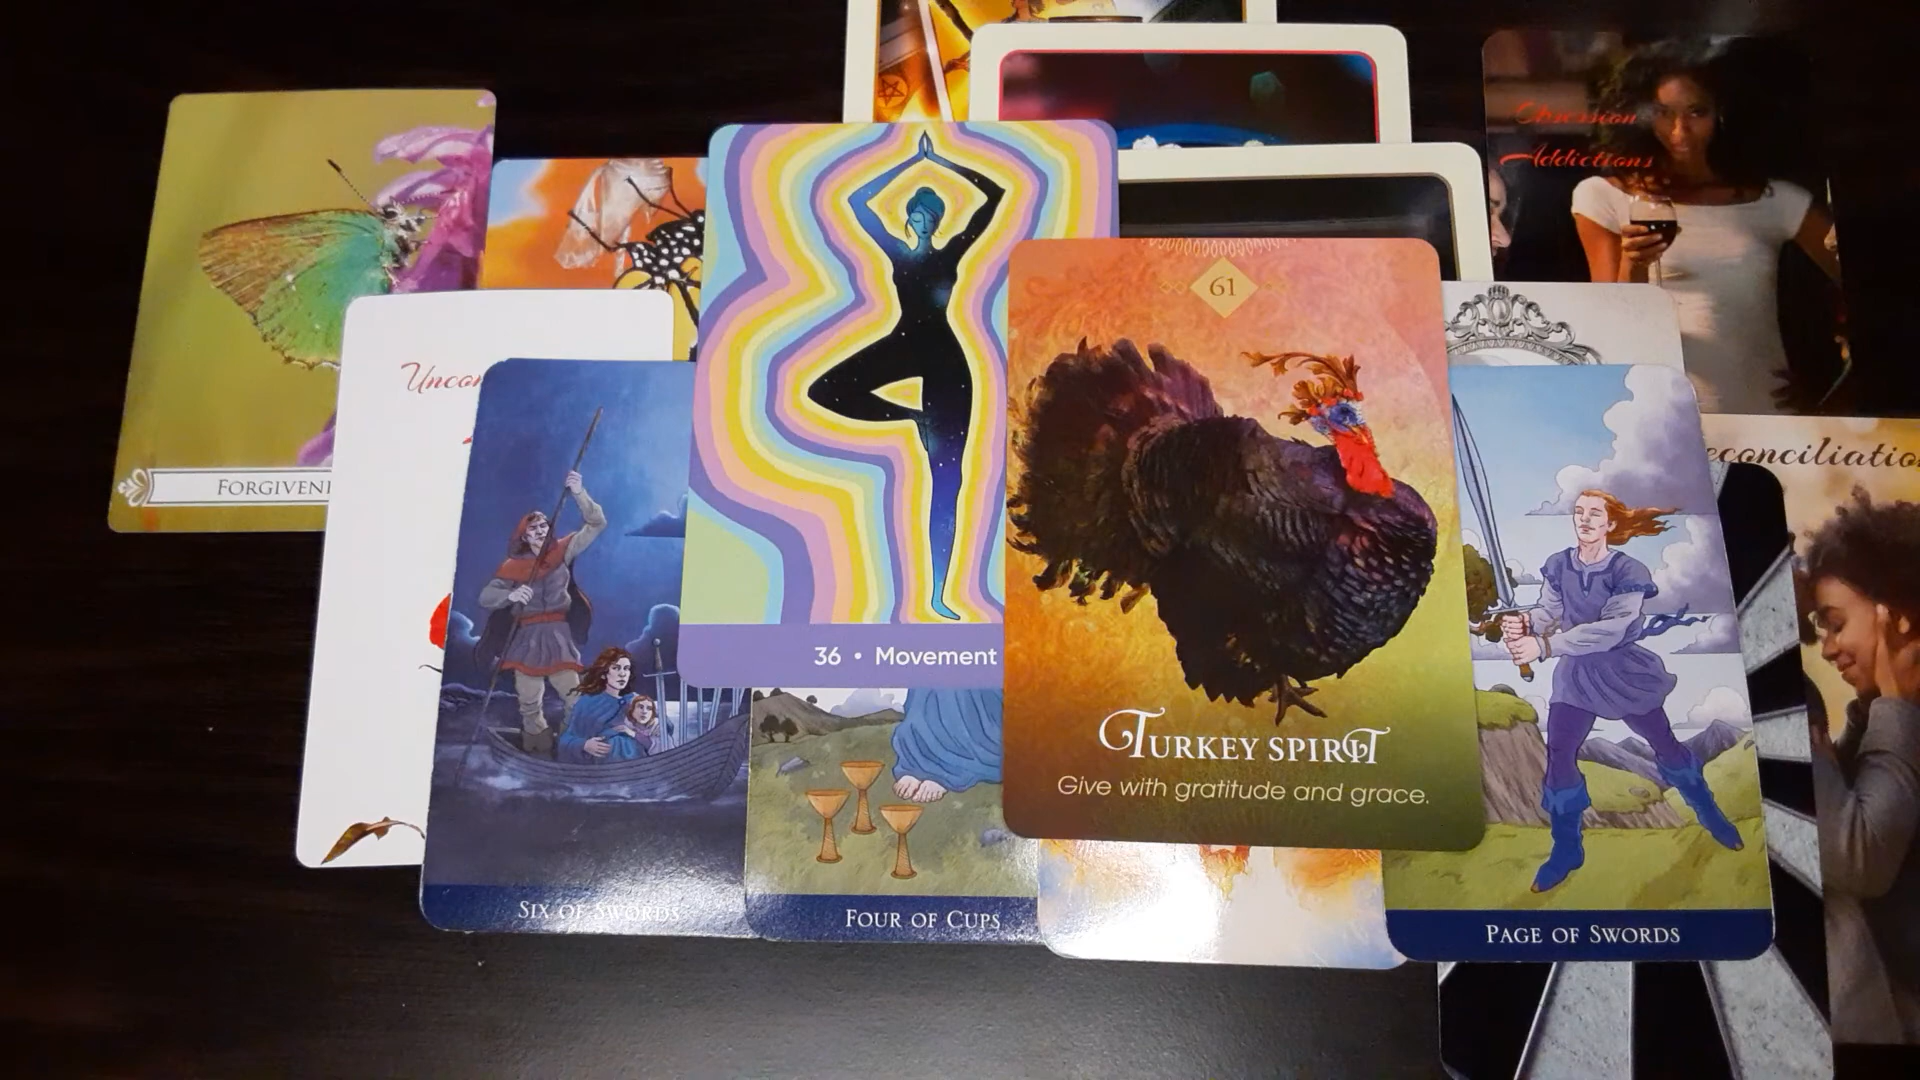 Obsession
Addictions
61
Uncon
econciliation
FORGIVENE
36 • Movement
TURKEY SPIRIT
Give with gratitude and grace.
SIX OF SWORDS
FOUR OF CUPS
PAGE OF SWORDS